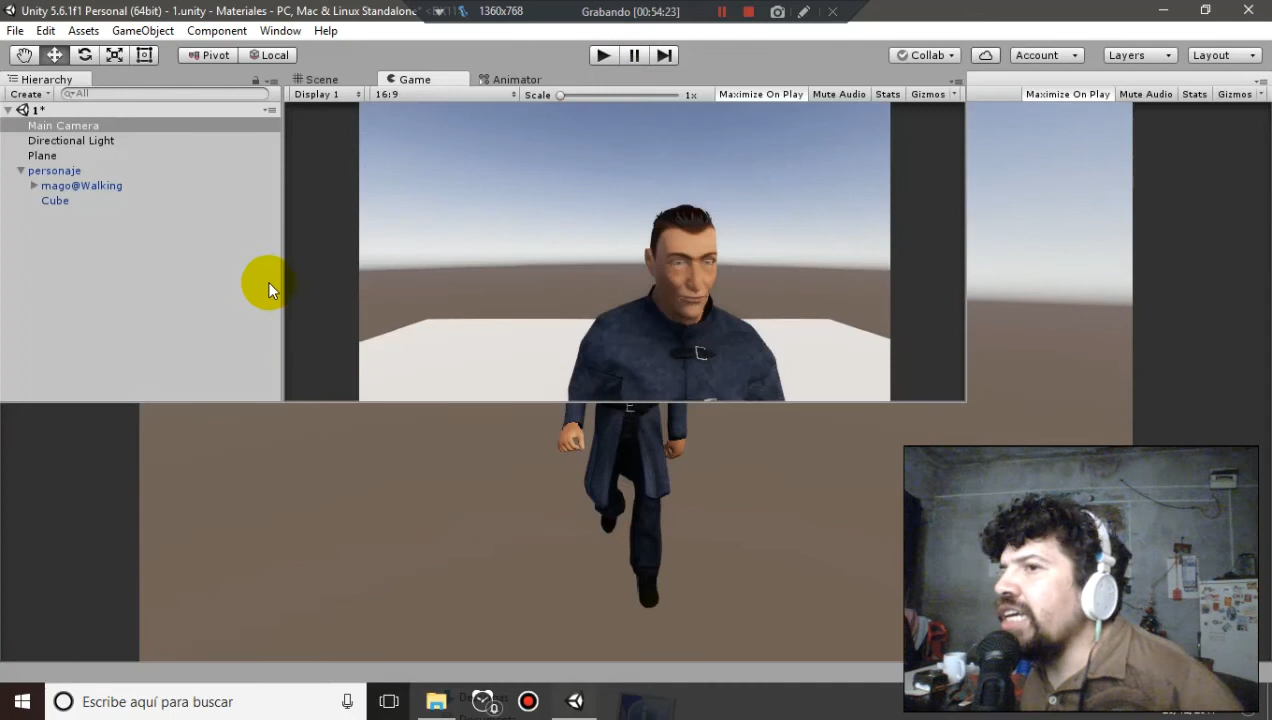 Unity 5.6.1f1 Personal (64bit) - 1.unity - Materiales - PC, Mac & Linux Standalone
1360x768
Grabando [00:54:23]
File Edit Assets GameObject Component Window Help
Pivot Local Collab Account Layers Layout
Hierarchy Scene Game Animator
Create All Display 1 16:9 Scale 1x Maximize On Play Mute Audio Stats Gizmos Maximize On Play Mute Audio Stats Gizmos
1*
Main Camera
Directional Light
Plane
personaje
mago@Walking
Cube
Escribe aquí para buscar